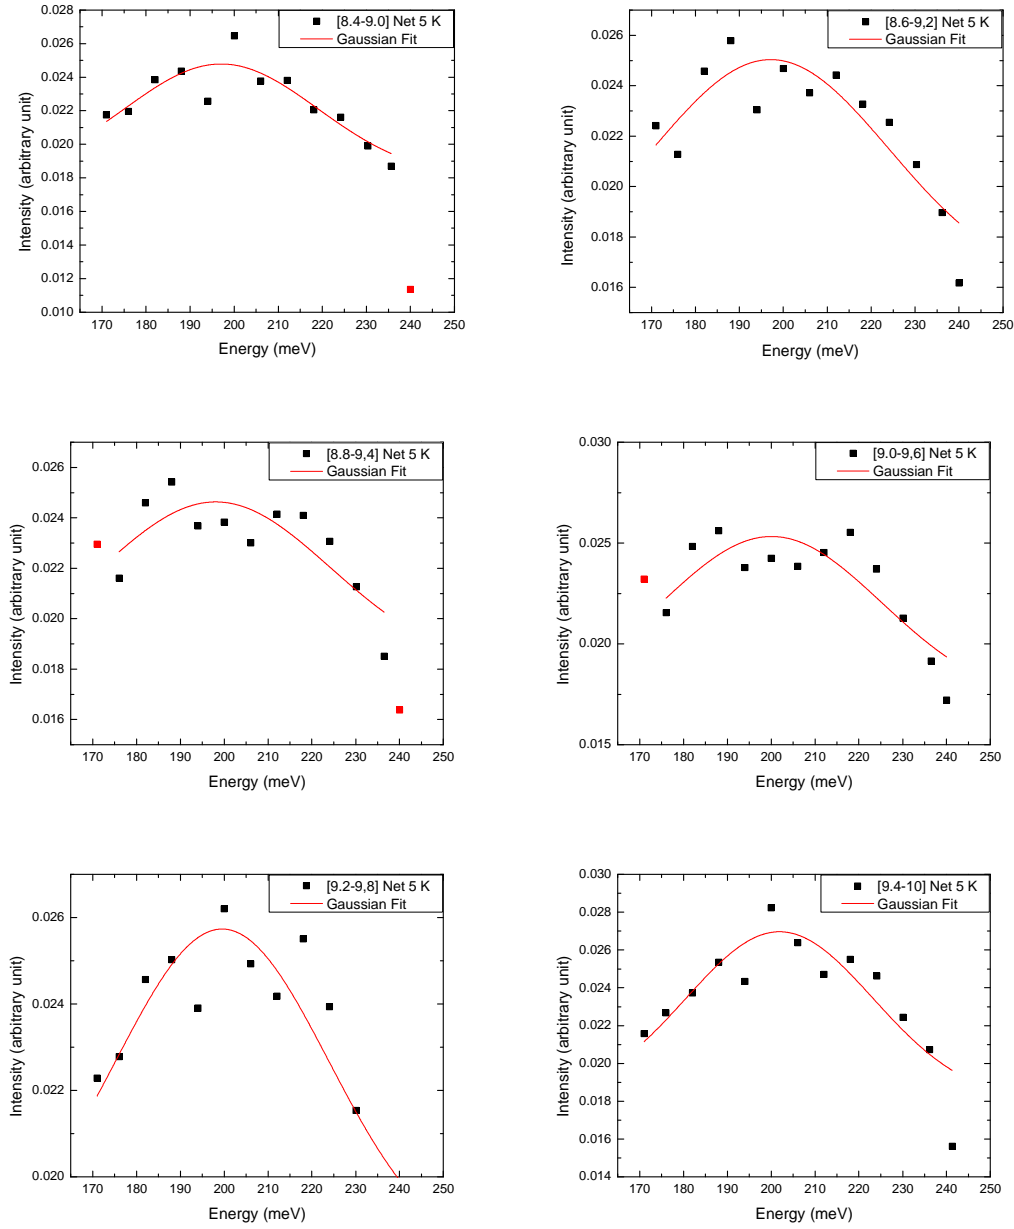 [8.4-9.0] Net 5 K
Gaussian Fit
0.028
0.026
0.024
0.022
0.020
0.018
0.016
0.014
0.012
0.010
Intensity (arbitrary unit)
170 180 190 200 210 220 230 240 250
Energy (meV)
[8.6-9,2] Net 5 K
Gaussian Fit
0.026
0.024
0.022
0.020
0.018
0.016
Intensity (arbitrary unit)
170 180 190 200 210 220 230 240 250
Energy (meV)
[8.8-9,4] Net 5 K
Gaussian Fit
0.026
0.024
0.022
0.020
0.018
0.016
Intensity (arbitrary unit)
170 180 190 200 210 220 230 240 250
Energy (meV)
[9.0-9,6] Net 5 K
Gaussian Fit
0.030
0.025
0.020
0.015
Intensity (arbitrary unit)
170 180 190 200 210 220 230 240 250
Energy (meV)
[9.2-9,8] Net 5 K
Gaussian Fit
0.026
0.024
0.022
0.020
Intensity (arbitrary unit)
170 180 190 200 210 220 230 240 250
Energy (meV)
[9.4-10] Net 5 K
Gaussian Fit
0.030
0.028
0.026
0.024
0.022
0.020
0.018
0.016
0.014
Intensity (arbitrary unit)
170 180 190 200 210 220 230 240 250
Energy (meV)